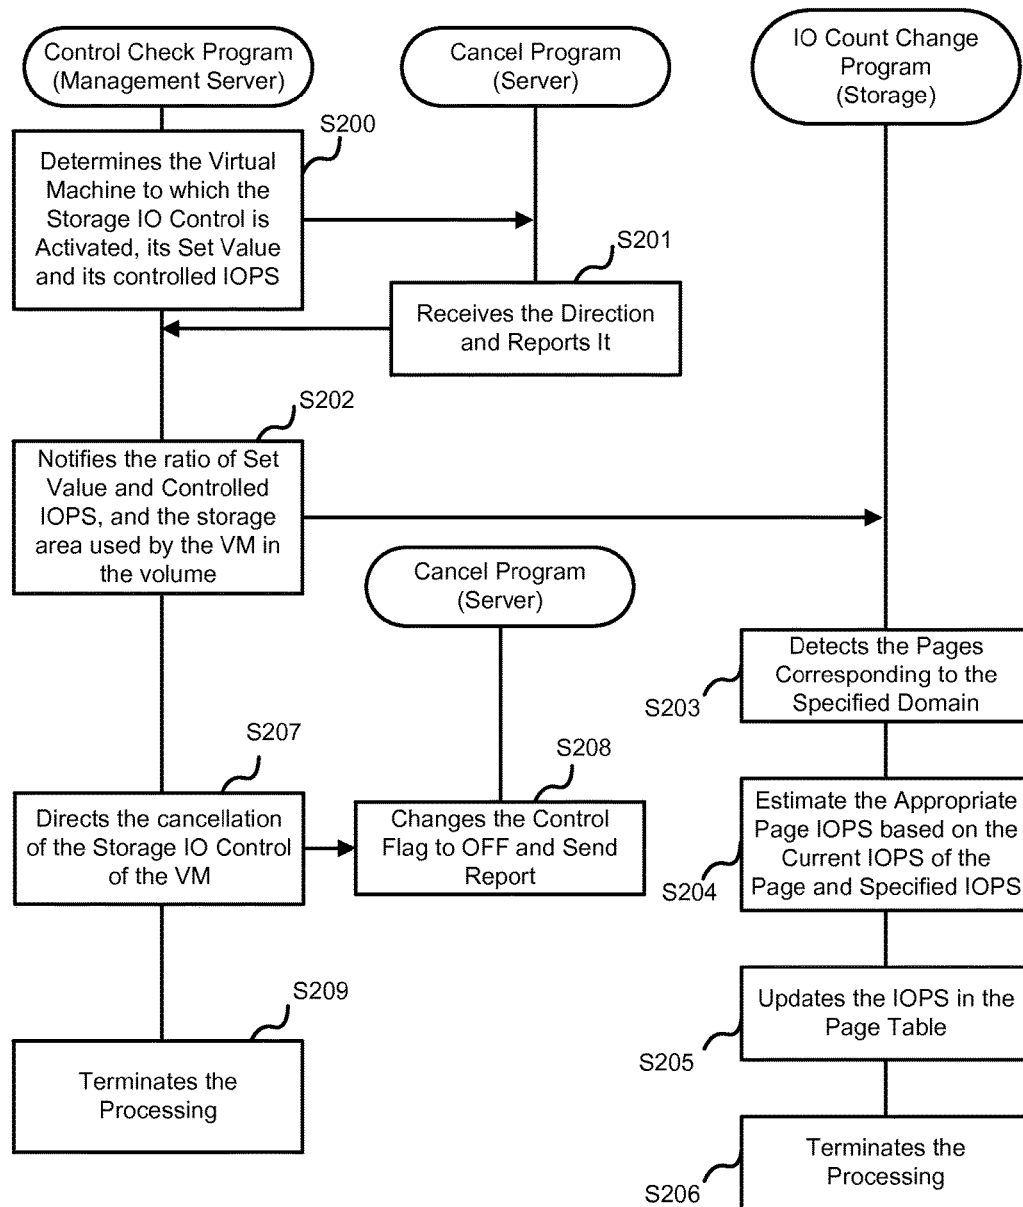 Control Check Program
(Management Server)
Cancel Program
(Server)
IO Count Change
Program
(Storage)
S200
Determines the Virtual
Machine to which the
Storage IO Control is
Activated, its Set Value
and its controlled IOPS
S201
Receives the Direction
and Reports It
S202
Notifies the ratio of Set
Value and Controlled
IOPS, and the storage
area used by the VM in
the volume
Cancel Program
(Server)
Detects the Pages
Corresponding to the
Specified Domain
S203
S207
Directs the cancellation
of the Storage IO Control
of the VM
S208
Changes the Control
Flag to OFF and Send
Report
Estimate the Appropriate
Page IOPS based on the
Current IOPS of the
Page and Specified IOPS
S204
S209
Terminates the
Processing
Updates the IOPS in the
Page Table
S205
Terminates the
Processing
S206